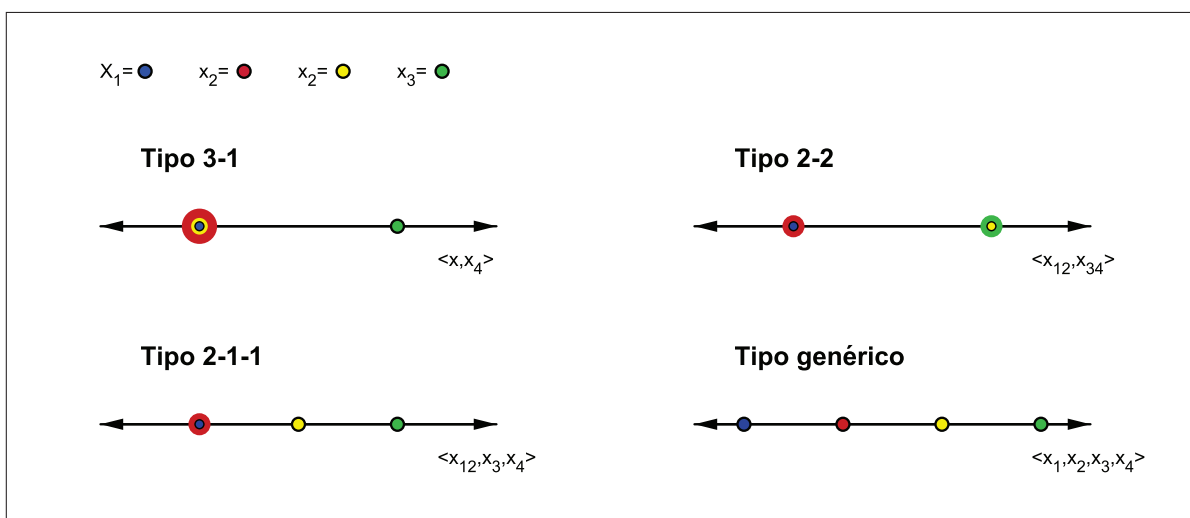 X1= x2= x2= x3=
Tipo 3-1
Tipo 2-2
<x,x4>
<x12,x34>
Tipo 2-1-1
Tipo genérico
<x12,x3,x4>
<x1,x2,x3,x4>